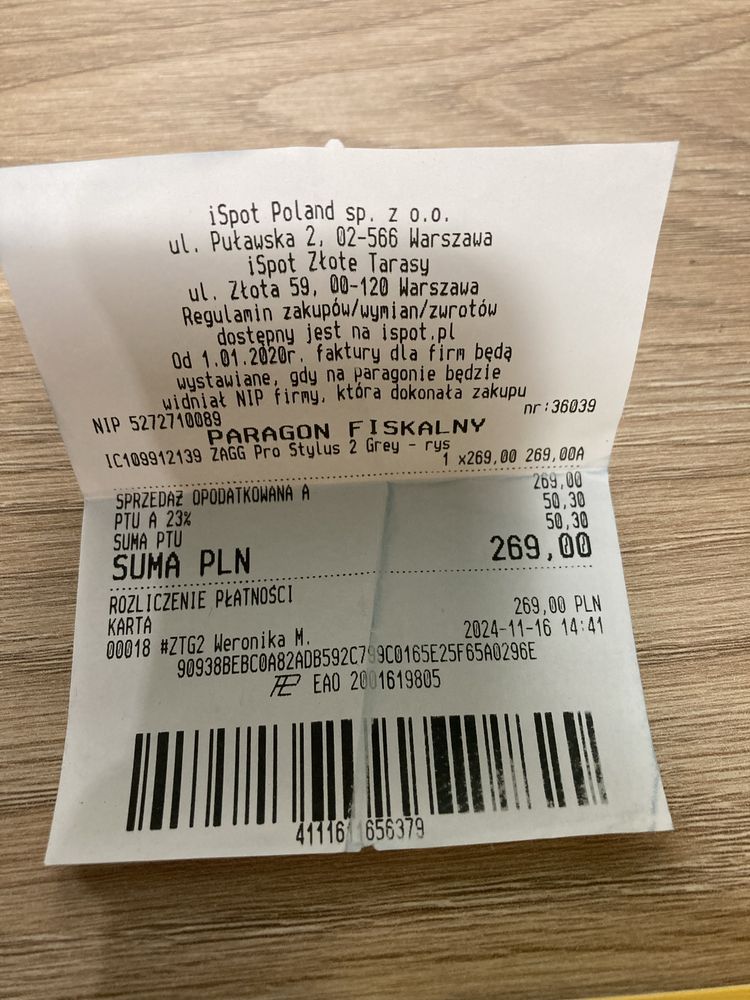 iSpot Poland sp. z o.o.
ul. Puławska 2, 02-566 Warszawa
iSpot Złote Tarasy
ul. Złota 59, 00-120 Warszawa
Regulamin zakupów/wymian/zwrotów
dostępny jest na ispot.pl
Od 1.01.2020r. faktury dla firm będą
wystawiane, gdy na paragonie będzie
widniał NIP firmy, która dokonała zakupu
NIP 5272710089 nr:36039
PARAGON FISKALNY
IC109912139 ZAGG Pro Stylus 2 Grey - rys
1 x269,00 269,00A
SPRZEDAŻ OPODATKOWANA A 269,00
PTU A 23% 50,30
SUMA PTU 50,30
SUMA PLN 269,00
ROZLICZENIE PŁATNOŚCI
KARTA 269,00 PLN
00018 #ZTG2 Weronika M. 2024-11-16 14:41
EAO 2001619805